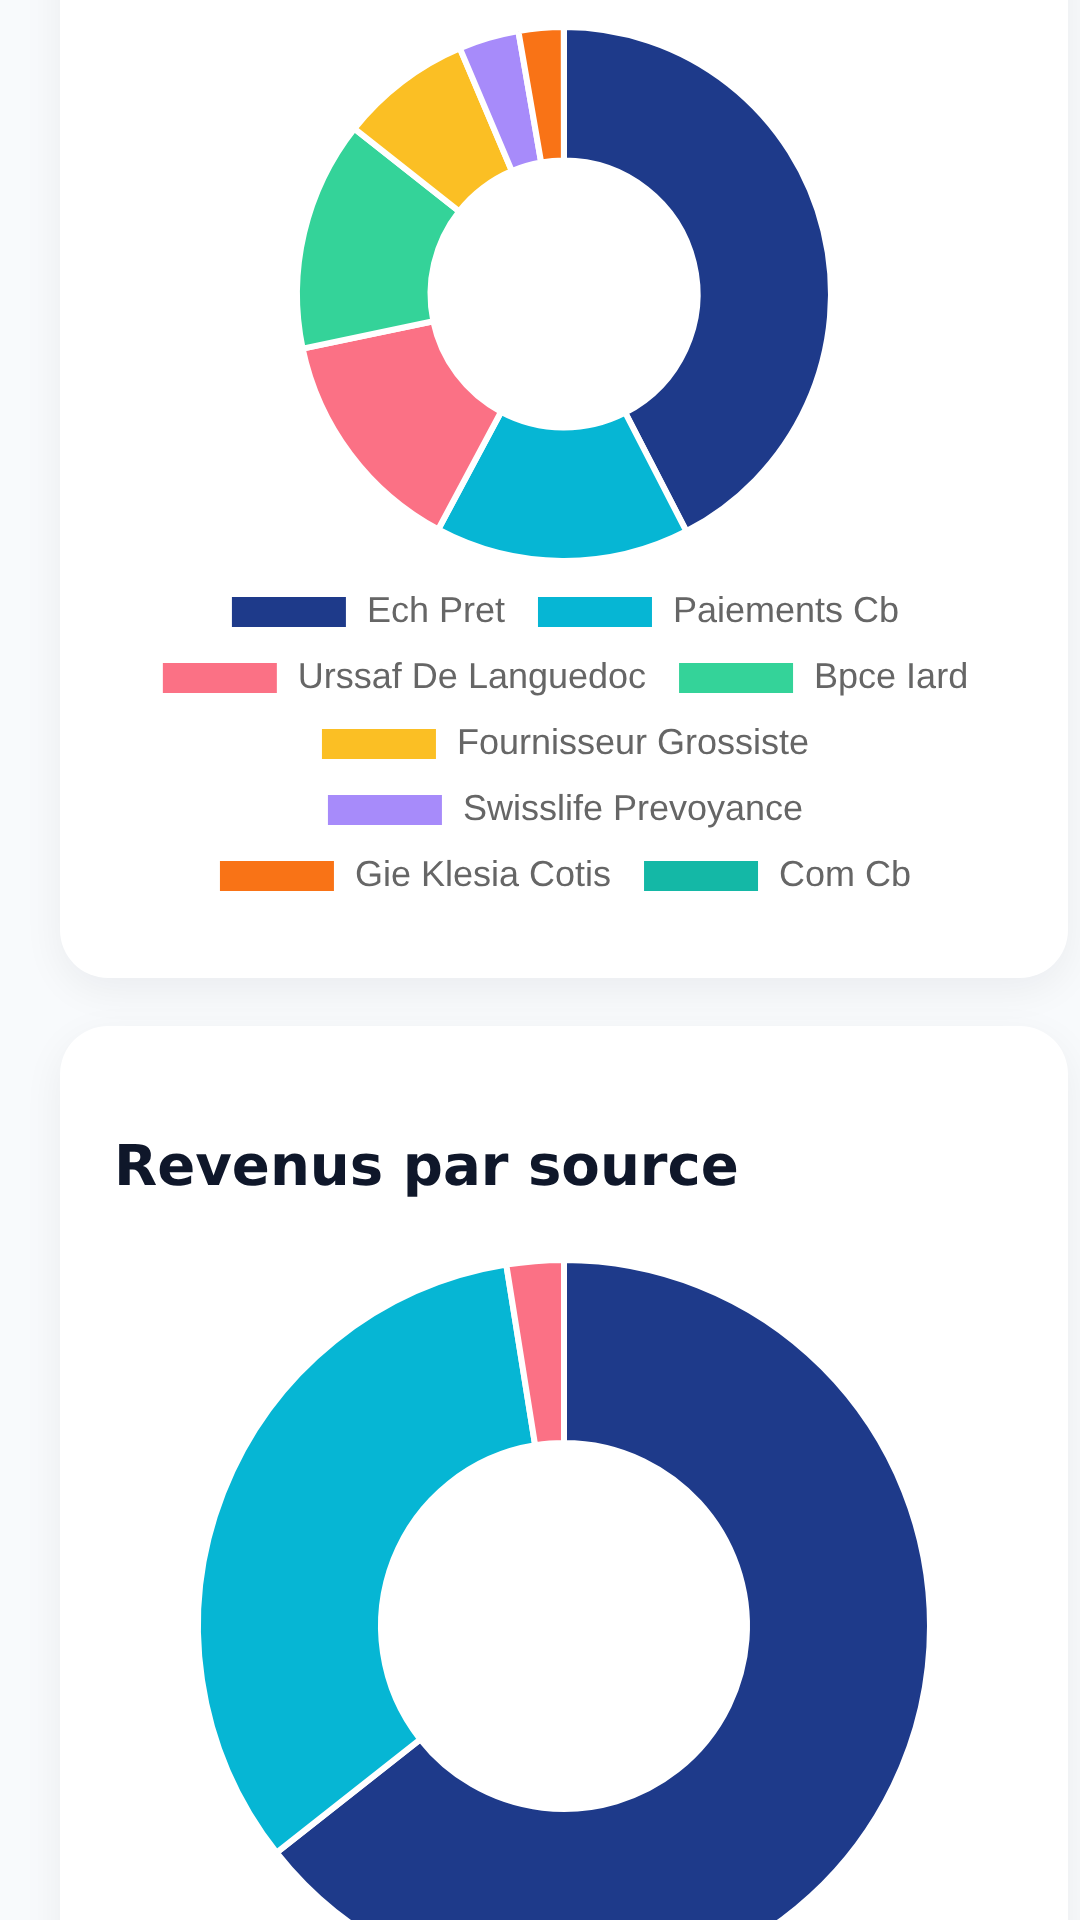 Ech Pret Paiements Cb
Urssaf De Languedoc Bpce Iard
Fournisseur Grossiste
Swisslife Prevoyance
Gie Klesia Cotis Com Cb
Revenus par source